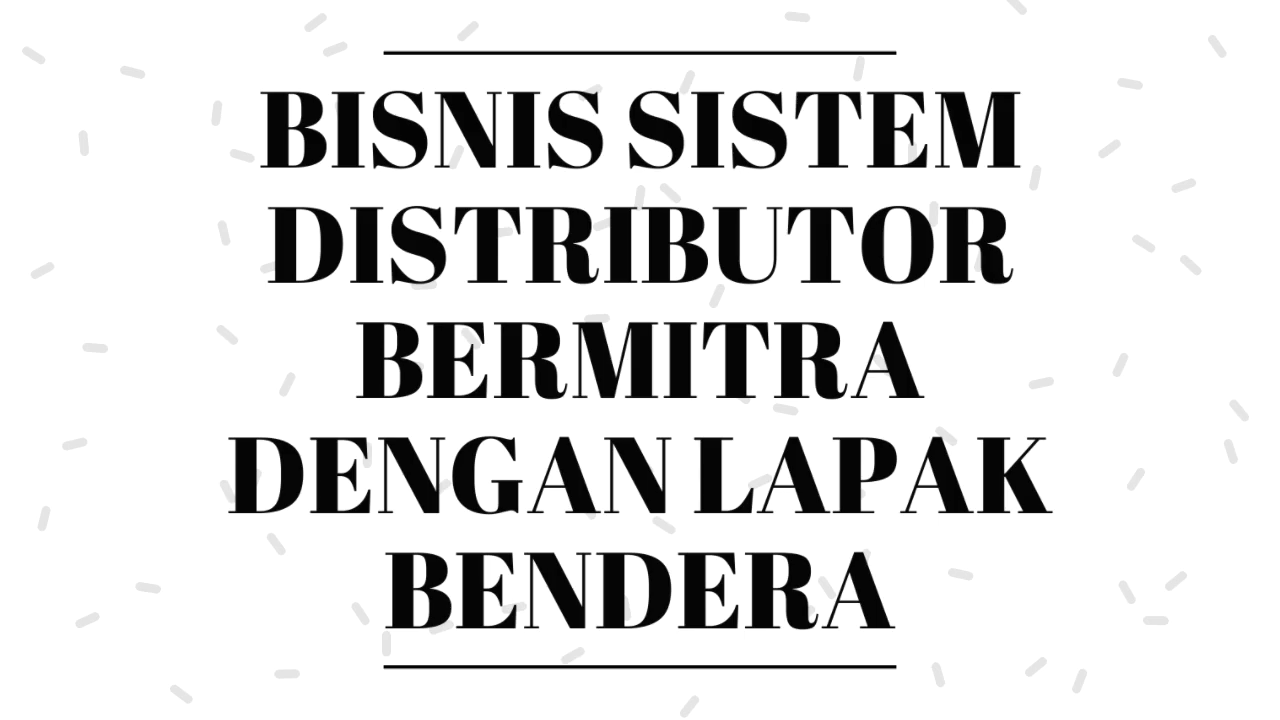 BISNIS SISTEM
DISTRIBUTOR
BERMITRA
DENGAN LAPAK
BENDERA